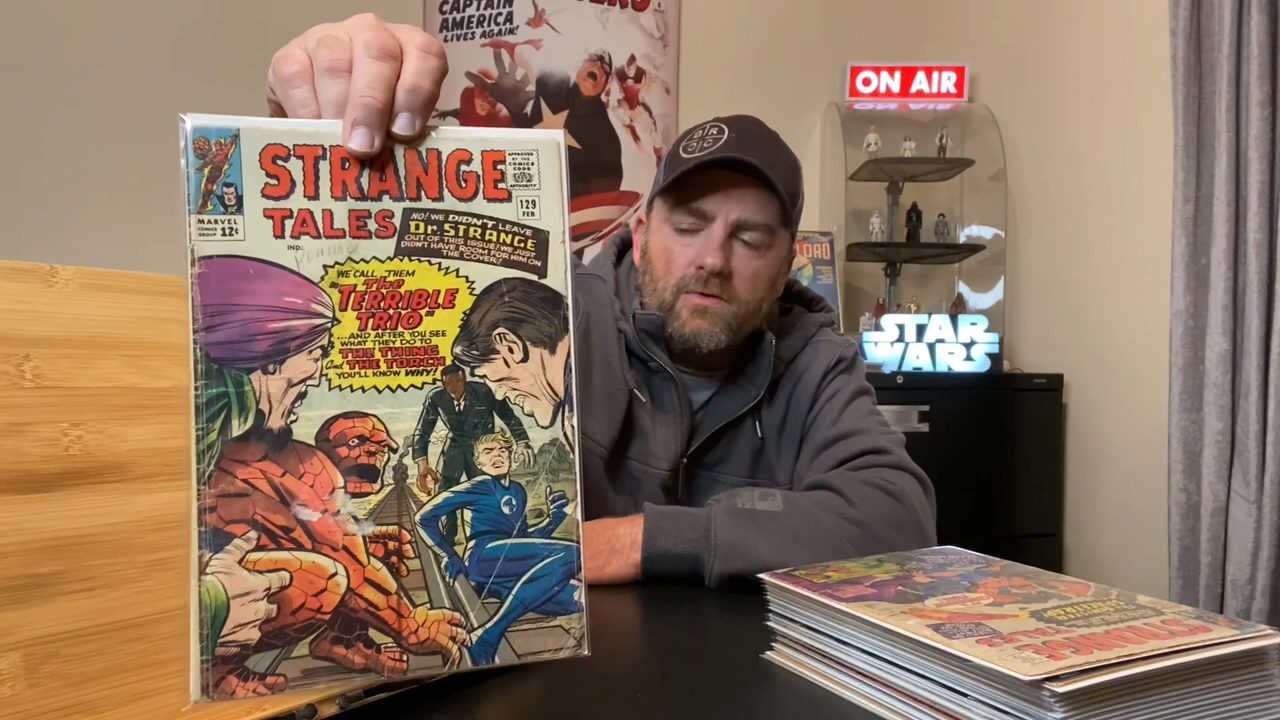 CAPTAIN
AMERICA
LIVES AGAIN!
ON AIR
STAR
WARS
STRANGE
TALES
APPROVED
BY THE
COMICS
CODE
AUTHORITY
129
FEB
MARVEL
COMICS
GROUP
12¢
IND.
NO! WE DIDN'T LEAVE
DR. STRANGE
OUT OF THIS ISSUE! WE JUST
DIDN'T HAVE ROOM FOR HIM ON
THE COVER!
WE CALL THEM
"The
TERRIBLE
TRIO"
...AND AFTER YOU SEE
WHAT THEY DO TO
THE THING
and THE TORCH
YOU'LL KNOW WHY!
4
STRANGE
TALES